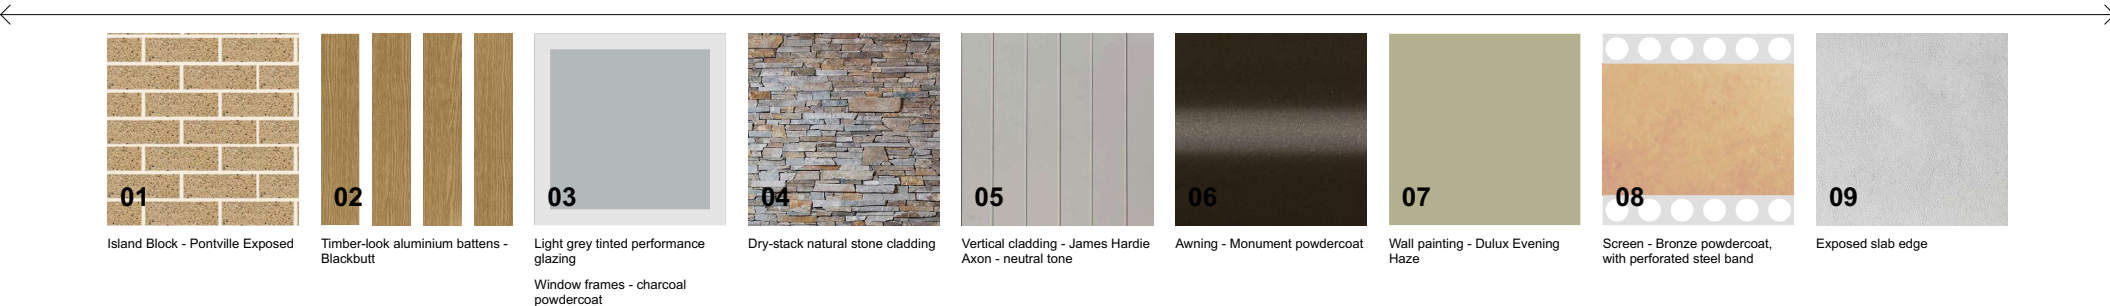 01
Island Block - Pontville Exposed
02
Timber-look aluminium battens -
Blackbutt
03
Light grey tinted performance
glazing
Window frames - charcoal
powdercoat
04
Dry-stack natural stone cladding
05
Vertical cladding - James Hardie
Axon - neutral tone
06
Awning - Monument powdercoat
07
Wall painting - Dulux Evening
Haze
08
Screen - Bronze powdercoat,
with perforated steel band
09
Exposed slab edge